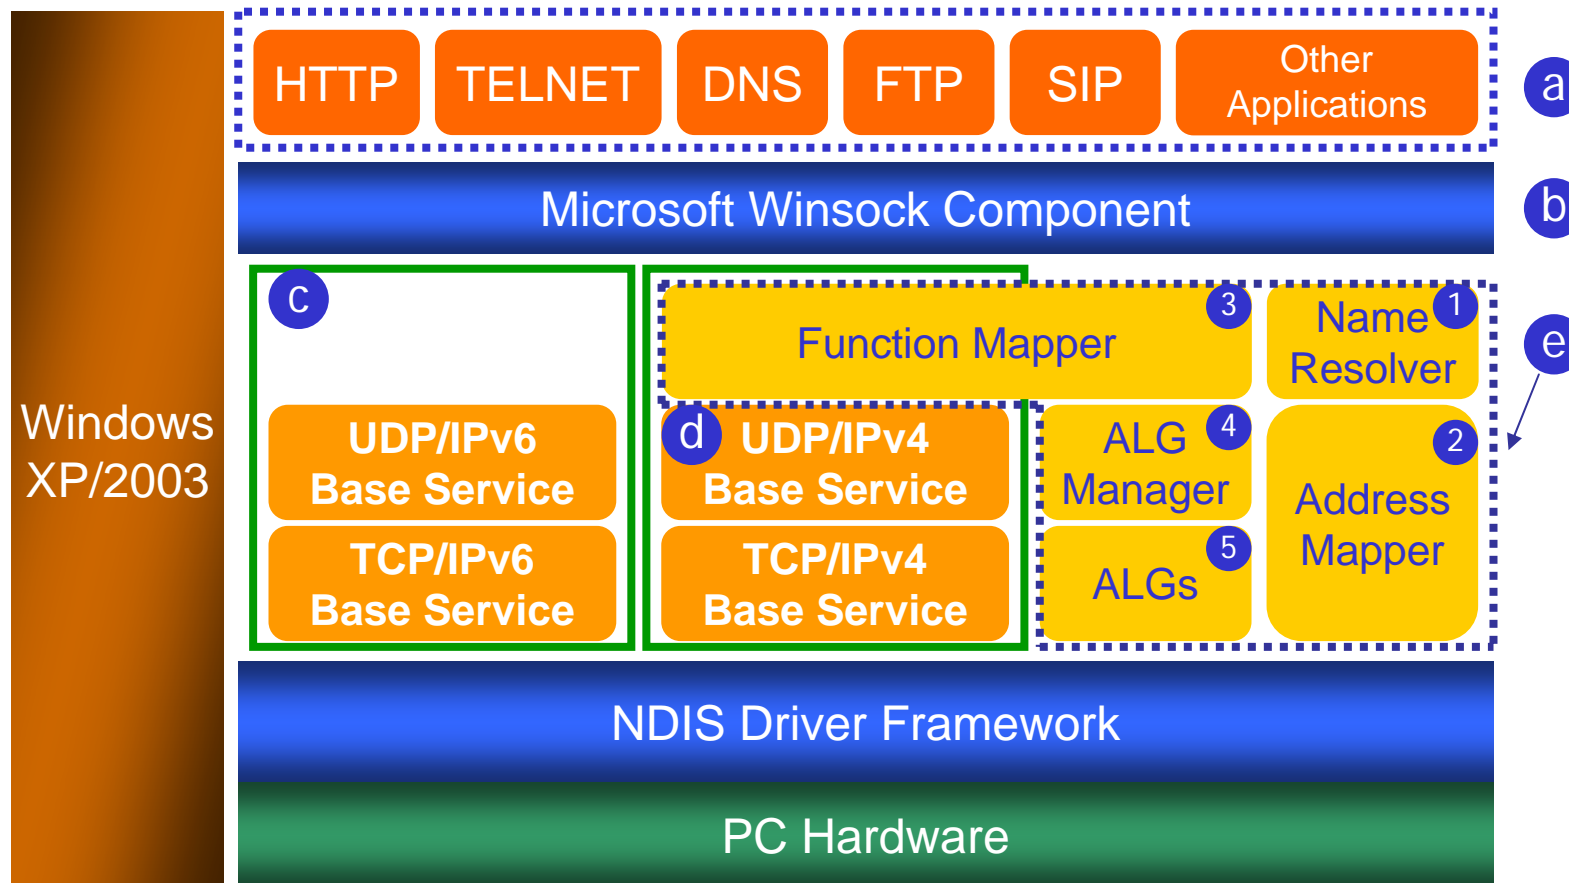 HTTP
TELNET
DNS
FTP
SIP
Other
Applications
a
Microsoft Winsock Component
b
c
3
Function Mapper
1
Name
Resolver
e
Windows
XP/2003
UDP/IPv6
Base Service
d
UDP/IPv4
Base Service
4
ALG
Manager
2
Address
Mapper
TCP/IPv6
Base Service
TCP/IPv4
Base Service
5
ALGs
NDIS Driver Framework
PC Hardware